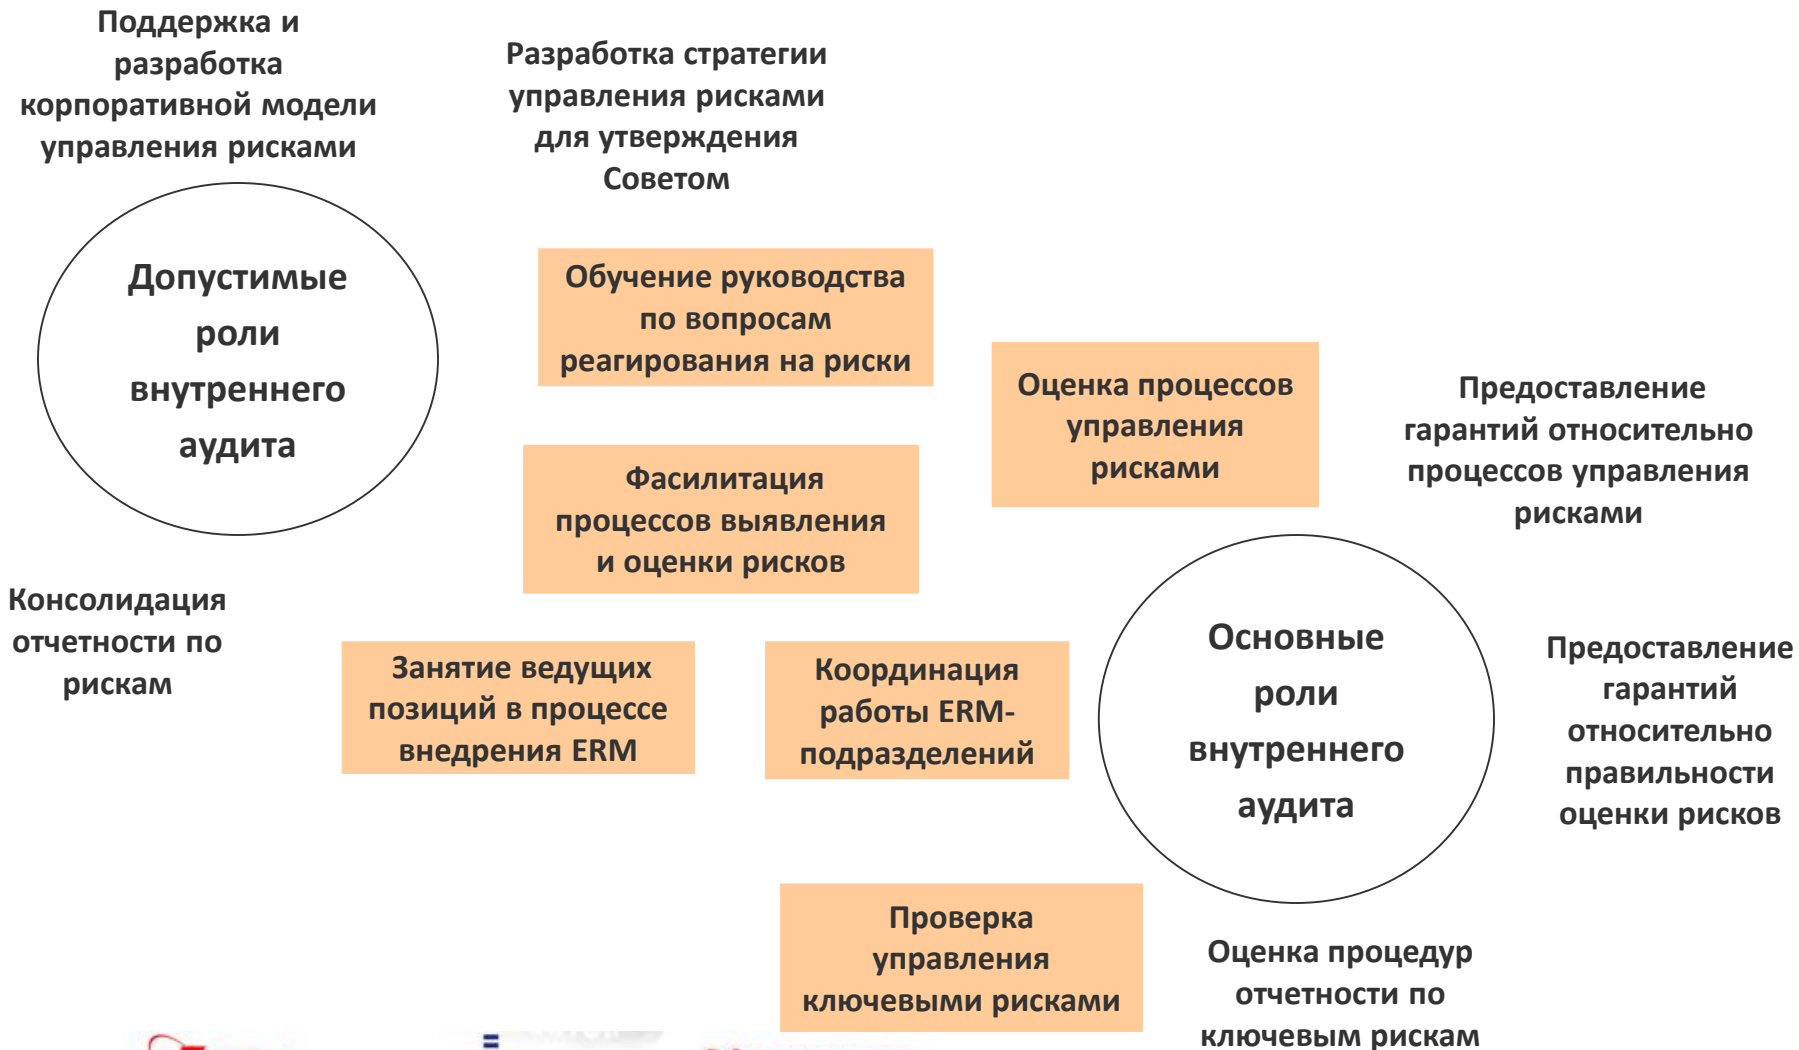 Поддержка и
разработка
корпоративной модели
управления рисками
Разработка стратегии
управления рисками
для утверждения
Советом
Допустимые
роли
внутреннего
аудита
Обучение руководства
по вопросам
реагирования на риски
Оценка процессов
управления
рисками
Предоставление
гарантий относительно
процессов управления
рисками
Фасилитация
процессов выявления
и оценки рисков
Консолидация
отчетности по
рискам
Занятие ведущих
позиций в процессе
внедрения ERM
Координация
работы ERM-
подразделений
Основные
роли
внутреннего
аудита
Предоставление
гарантий
относительно
правильности
оценки рисков
Проверка
управления
ключевыми рисками
Оценка процедур
отчетности по
ключевым рискам